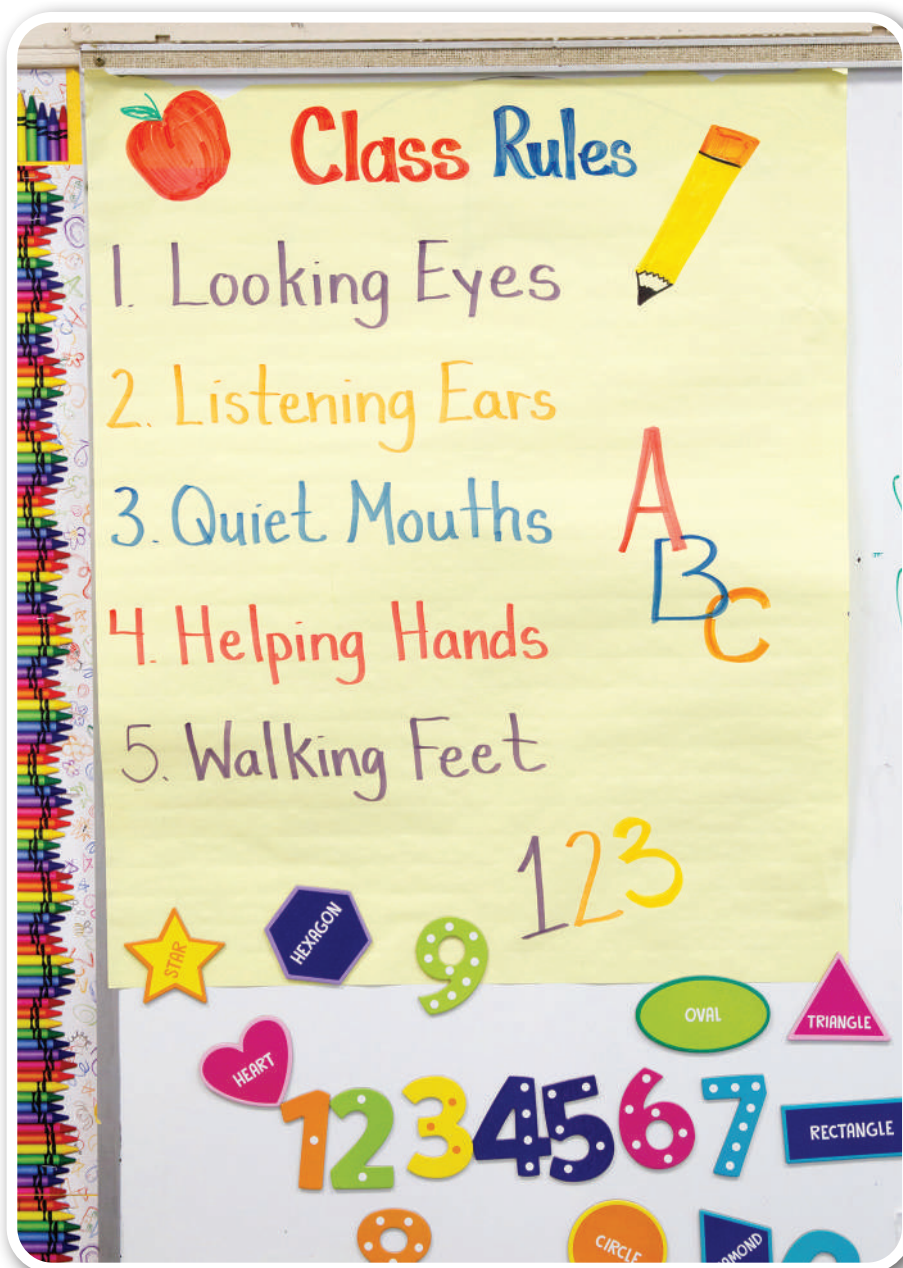 Class Rules
1. Looking Eyes
2. Listening Ears
3. Quiet Mouths
4. Helping Hands
5. Walking Feet
A
B
C
123
STAR
HEXAGON
9
OVAL
TRIANGLE
HEART
1234567
RECTANGLE
8
CIRCLE